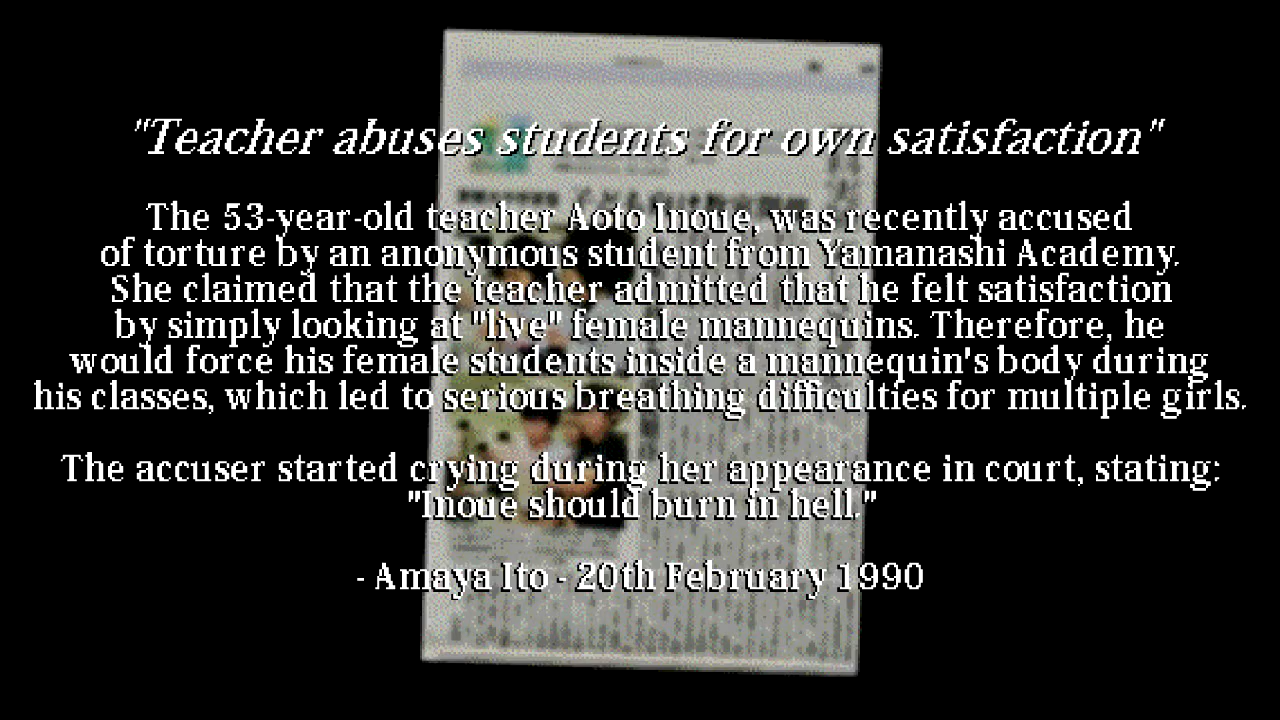 "Teacher abuses students for own satisfaction"
The 53-year-old teacher Aoto Inoue, was recently accused
of torture by an anonymous student from Yamanashi Academy.
She claimed that the teacher admitted that he felt satisfaction
by simply looking at "live" female mannequins. Therefore, he
would force his female students inside a mannequin's body during
his classes, which led to serious breathing difficulties for multiple girls.
The accuser started crying during her appearance in court, stating:
"Inoue should burn in hell."
- Amaya Ito - 20th February 1990